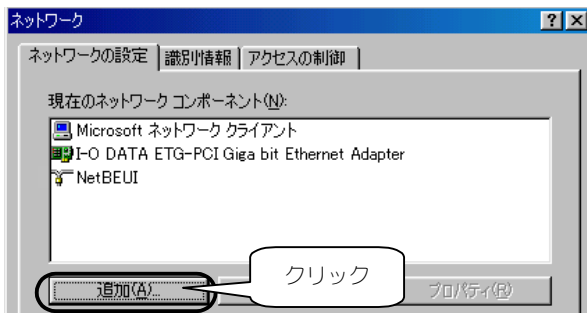 ネットワーク
ネットワークの設定 識別情報 アクセスの制御
現在のネットワーク コンポーネント(N):
Microsoft ネットワーク クライアント
I-O DATA ETG-PCI Giga bit Ethernet Adapter
NetBEUI
追加(A)... クリック プロパティ(R)